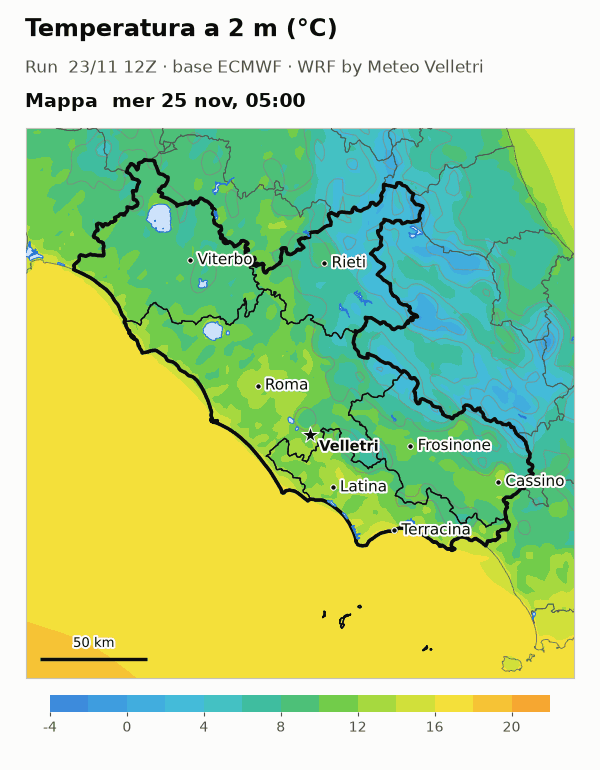 Temperatura a 2 m (°C)
Run 23/11 12Z · base ECMWF · WRF by Meteo Velletri
Mappa mer 25 nov, 05:00
Viterbo
Rieti
Roma
Velletri
Frosinone
Cassino
Latina
Terracina
50 km
-4 0 4 8 12 16 20